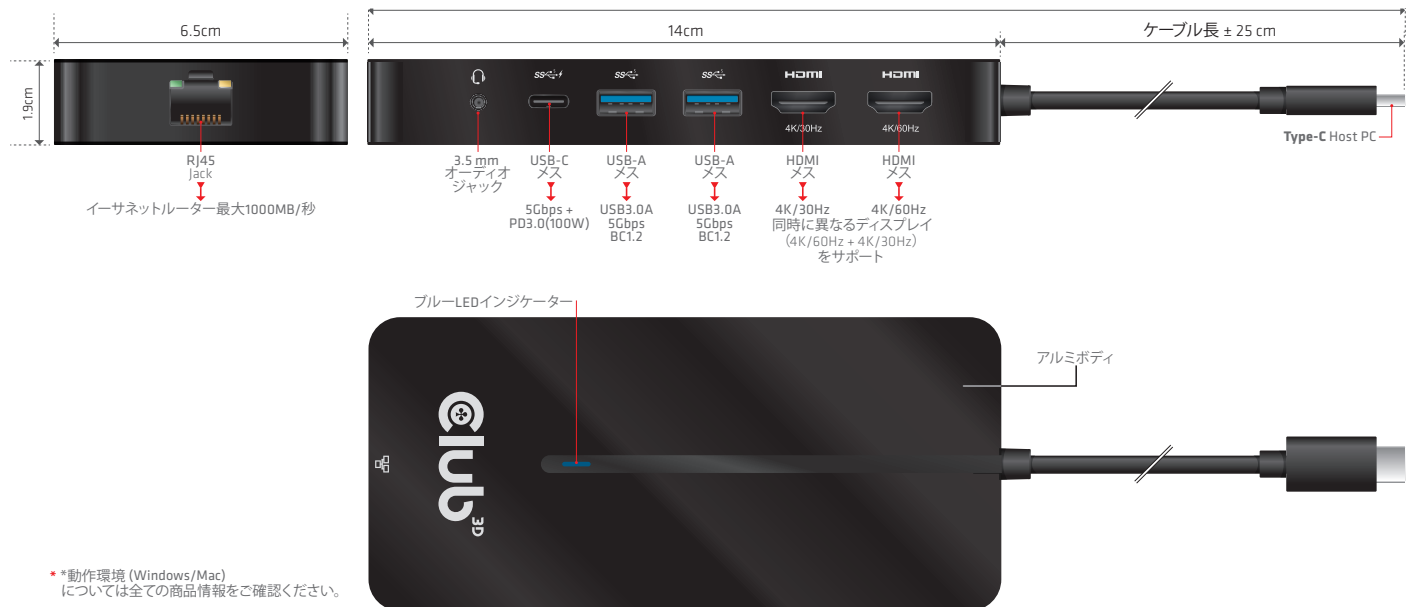 6.5cm
14cm
ケーブル長 ± 25 cm
1.9cm
SS
SS
SS
HDMI
HDMI
4K/30Hz
4K/60Hz
Type-C Host PC
RJ45
Jack
イーサネットルーター最大1000MB/秒
3.5 mm
オーディオ
ジャック
USB-C
メス
5Gbps +
PD3.0(100W)
USB-A
メス
USB3.0A
5Gbps
BC1.2
USB-A
メス
USB3.0A
5Gbps
BC1.2
HDMI
メス
4K/30Hz
HDMI
メス
4K/60Hz
同時に異なるディスプレイ
(4K/60Hz + 4K/30Hz)
をサポート
ブルーLEDインジケーター
アルミボディ
Club 3D
* *動作環境 (Windows/Mac)
については全ての商品情報をご確認ください。